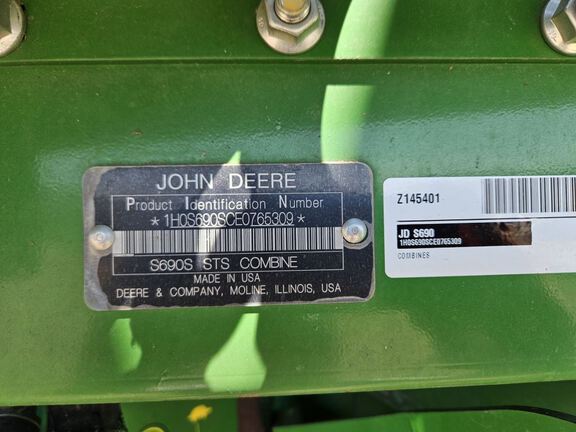 JOHN DEERE
Product Identification Number
*1H0S690SCE0765309*
S690S STS COMBINE
MADE IN USA
DEERE & COMPANY, MOLINE, ILLINOIS, USA
Z145401
JD S690
1H0S690SCE0765309
COMBINES